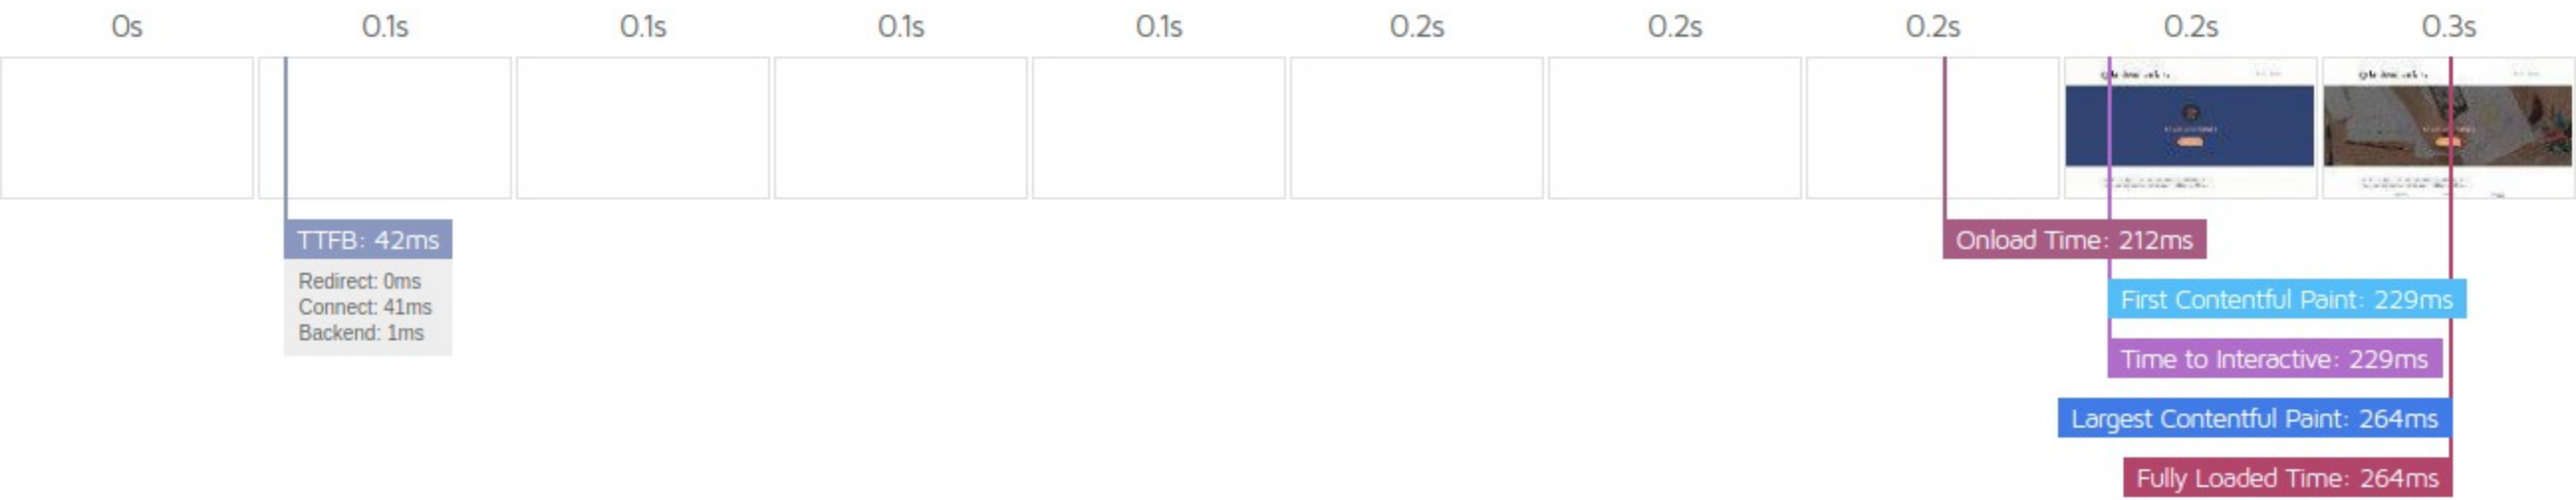 0s 0.1s 0.1s 0.1s 0.1s 0.2s 0.2s 0.2s 0.2s 0.3s
TTFB: 42ms
Redirect: 0ms
Connect: 41ms
Backend: 1ms
Onload Time: 212ms
First Contentful Paint: 229ms
Time to Interactive: 229ms
Largest Contentful Paint: 264ms
Fully Loaded Time: 264ms